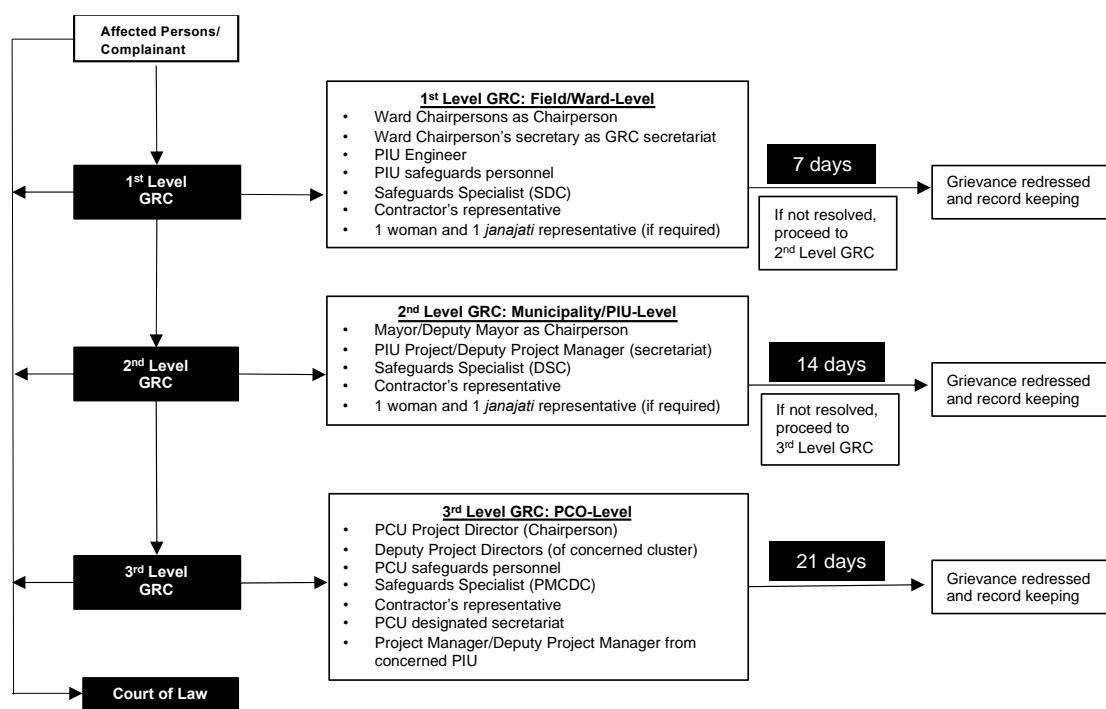 Affected Persons/
Complainant
1st Level GRC: Field/Ward-Level
• Ward Chairpersons as Chairperson
• Ward Chairperson’s secretary as GRC secretariat
• PIU Engineer
• PIU safeguards personnel
• Safeguards Specialist (SDC)
• Contractor’s representative
• 1 woman and 1 janajati representative (if required)
1st Level
GRC
7 days
If not resolved,
proceed to
2nd Level GRC
Grievance redressed
and record keeping
2nd Level GRC: Municipality/PIU-Level
• Mayor/Deputy Mayor as Chairperson
• PIU Project/Deputy Project Manager (secretariat)
• Safeguards Specialist (DSC)
• Contractor’s representative
• 1 woman and 1 janajati representative (if required)
2nd Level
GRC
14 days
If not resolved,
proceed to
3rd Level GRC
Grievance redressed
and record keeping
3rd Level GRC: PCO-Level
• PCU Project Director (Chairperson)
• Deputy Project Directors (of concerned cluster)
• PCU safeguards personnel
• Safeguards Specialist (PMCDC)
• Contractor’s representative
• PCU designated secretariat
• Project Manager/Deputy Project Manager from
concerned PIU
3rd Level
GRC
21 days
Grievance redressed
and record keeping
Court of Law